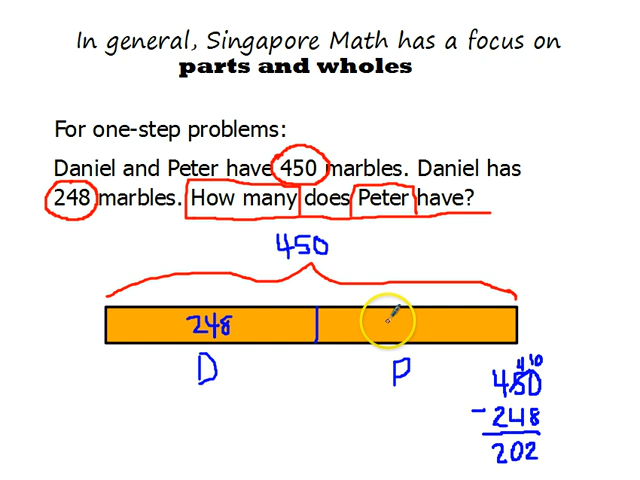 In general, Singapore Math has a focus on
parts and wholes
For one-step problems:
Daniel and Peter have 450 marbles. Daniel has
248 marbles. How many does Peter have?
450
248
D P
4 10
450
- 248
202